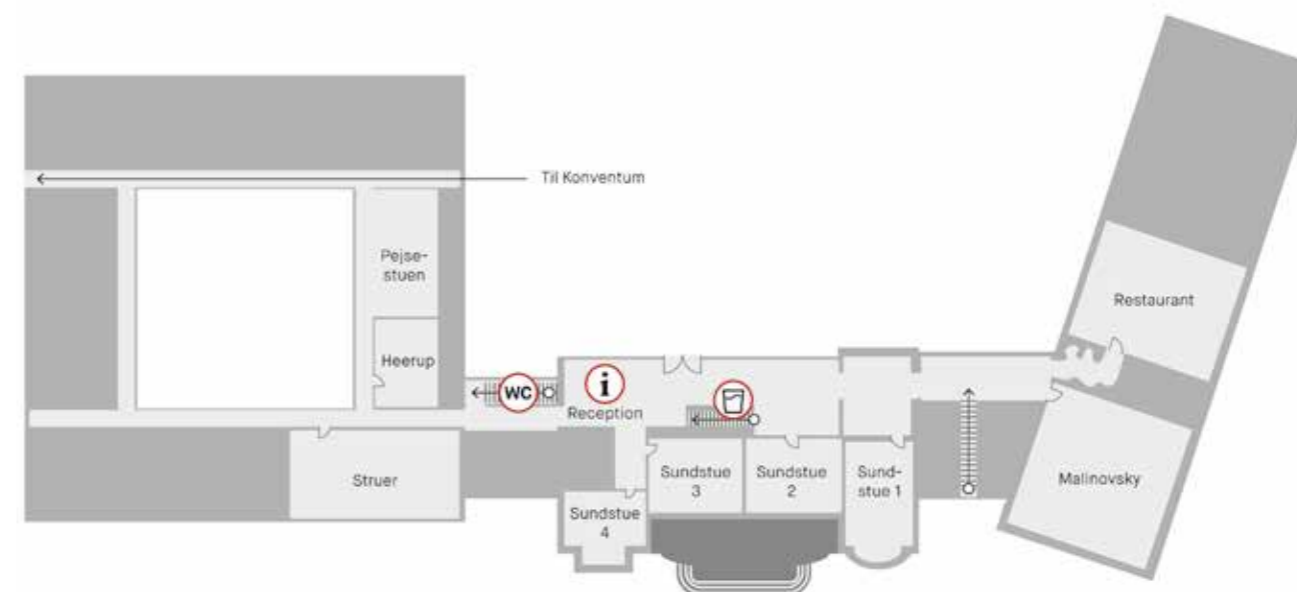 Til Konventum
Pejse-
stuen
Restaurant
Heerup
WC
i
Reception
Struer
Sundstue
3
Sundstue
2
Sund-
stue 1
Malinovsky
Sundstue
4